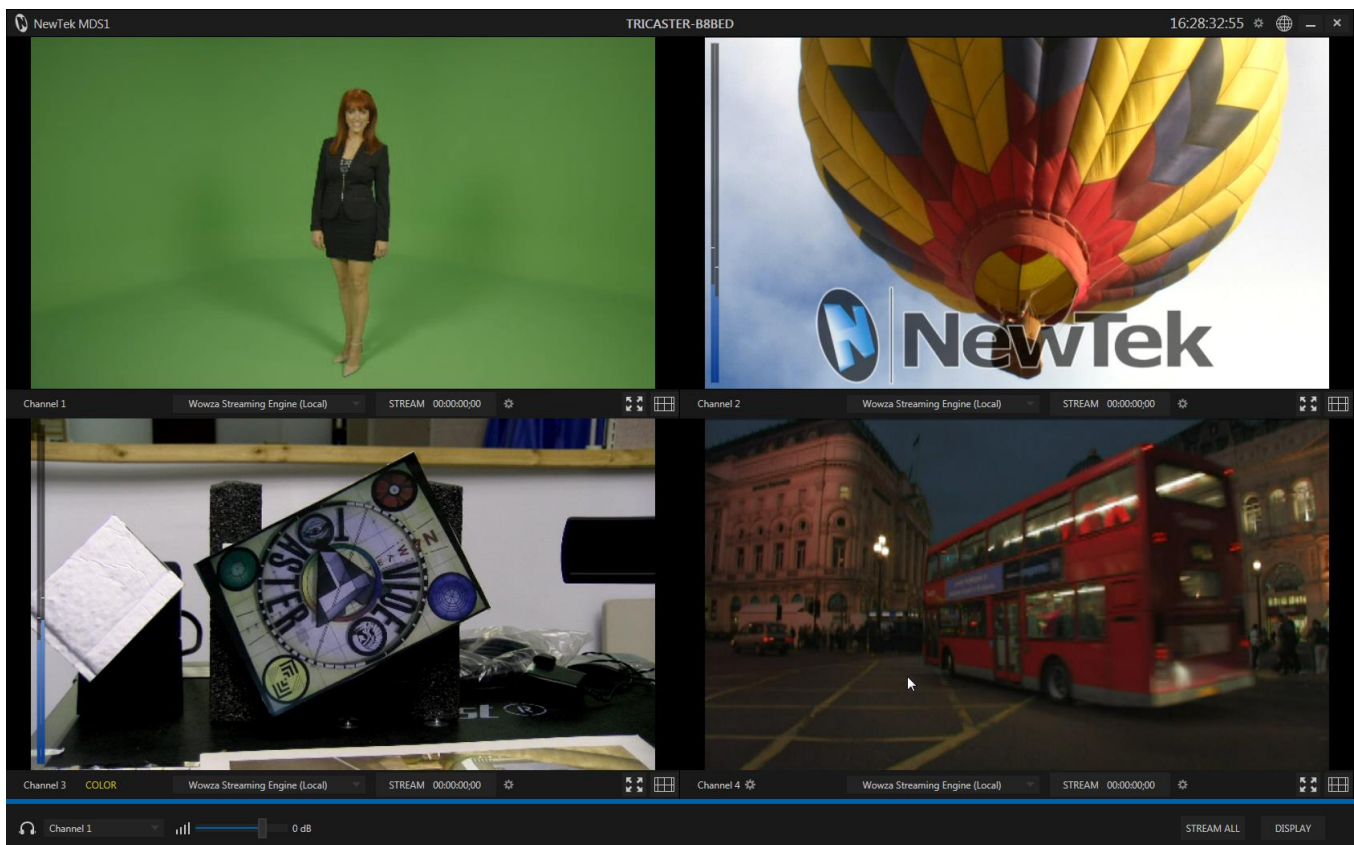 NewTek MDS1 TRICASTER-B8BED 16:28:32:55
NewTek
Channel 1 Wowza Streaming Engine (Local) STREAM 00:00:00;00
Channel 2 Wowza Streaming Engine (Local) STREAM 00:00:00;00
VIDEO
TOASTER
N
W
st ®
Channel 3 COLOR Wowza Streaming Engine (Local) STREAM 00:00:00;00
Channel 4 Wowza Streaming Engine (Local) STREAM 00:00:00;00
Channel 1 0 dB STREAM ALL DISPLAY